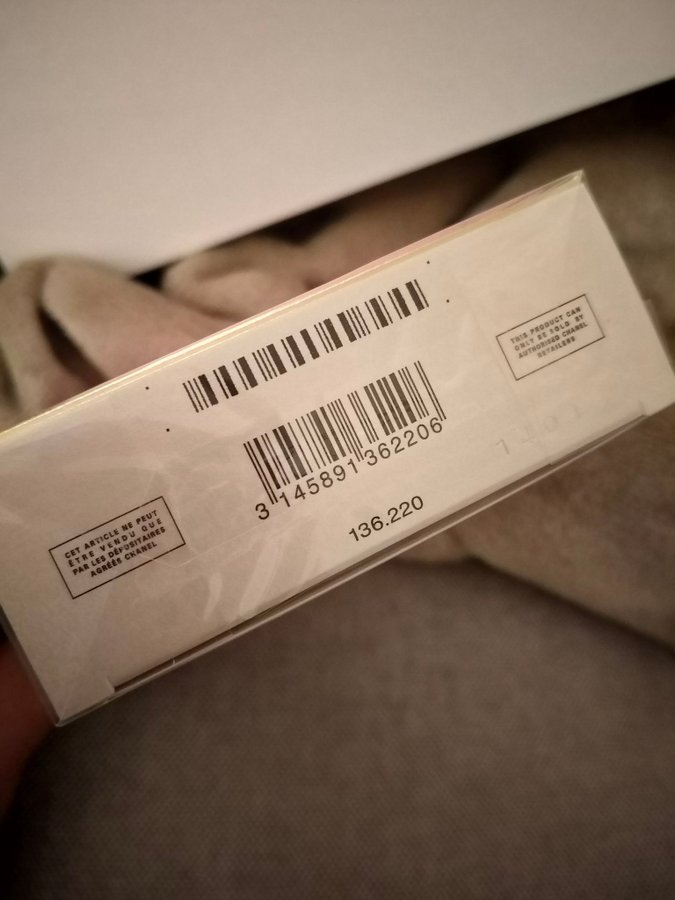 THIS PRODUCT CAN
ONLY BE SOLD BY
AUTHORISED CHANEL
RETAILERS
3 145891 362206
136.220
CET ARTICLE NE PEUT
ÊTRE VENDU QUE
PAR LES DÉPOSITAIRES
AGRÉÉS CHANEL